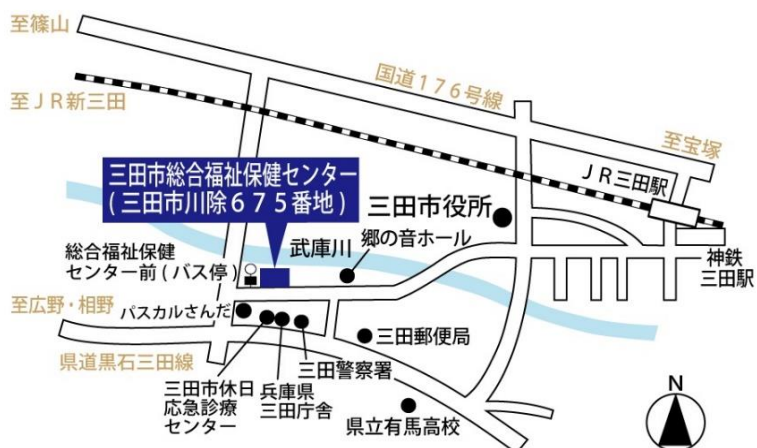 至篠山
国道176号線
至JR新三田
至宝塚
JR三田駅
三田市総合福祉保健センター
(三田市川除675番地)
三田市役所
郷の音ホール
武庫川
総合福祉保健
センター前(バス停)
神鉄
三田駅
至広野・相野
パスカルさんだ
三田郵便局
県道黒石三田線
三田警察署
三田市休日
応急診療
センター
兵庫県
三田庁舎
県立有馬高校
N